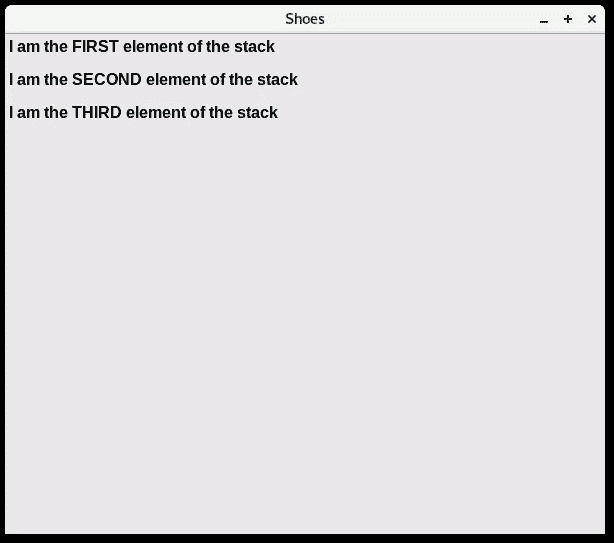 Shoes
I am the FIRST element of the stack
I am the SECOND element of the stack
I am the THIRD element of the stack